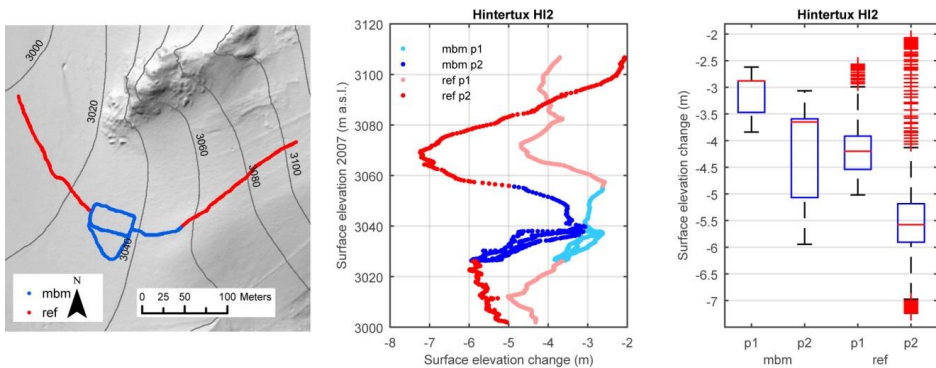 3000
3020
3040
3060
3080
3100
N
mbm
ref
0 25 50 100 Meters
Hintertux HI2
Surface elevation 2007 (m a.s.l.)
3120
3100
3080
3060
3040
3020
3000
mbm p1
mbm p2
ref p1
ref p2
-8 -7 -6 -5 -4 -3 -2
Surface elevation change (m)
Hintertux HI2
Surface elevation change (m)
-2
-2.5
-3
-3.5
-4
-4.5
-5
-5.5
-6
-6.5
-7
p1 p2 p1 p2
mbm ref